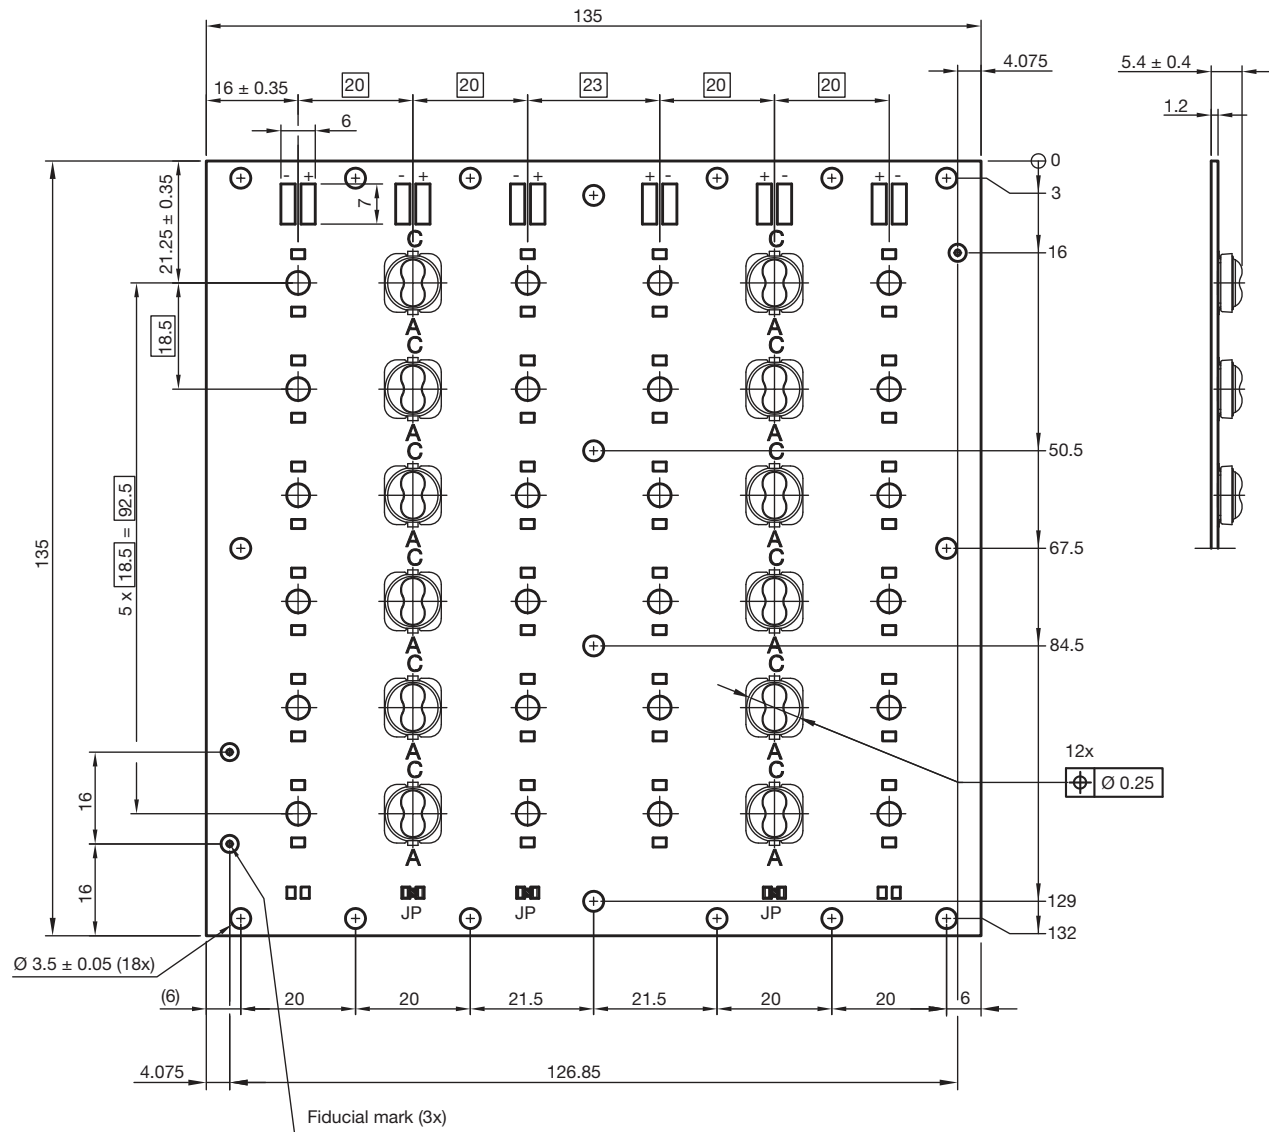 135
16 ± 0.35
20
20
23
20
20
4.075
5.4 ± 0.4
1.2
6
- +
- +
- +
+ -
+ -
+ -
7
0
3
16
50.5
67.5
84.5
129
132
21.25 ± 0.35
18.5
5 x 18.5 = 92.5
135
16
16
C
C
A
A
C
C
A
A
C
C
A
A
C
C
A
A
C
C
A
A
C
C
A
A
JP
JP
JP
12x
Ø 0.25
Ø 3.5 ± 0.05 (18x)
(6)
20
20
21.5
21.5
20
20
6
4.075
126.85
Fiducial mark (3x)